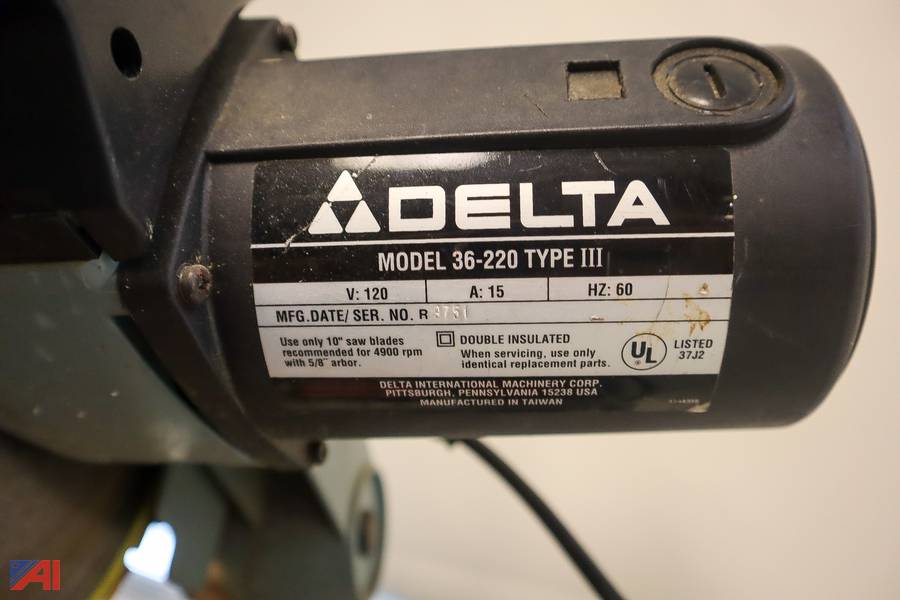 DELTA
MODEL 36-220 TYPE III
V: 120 A: 15 HZ: 60
MFG.DATE/ SER. NO. R 9751
Use only 10" saw blades
recommended for 4900 rpm
with 5/8" arbor.
DOUBLE INSULATED
When servicing, use only
identical replacement parts.
UL
LISTED
37J2
DELTA INTERNATIONAL MACHINERY CORP.
PITTSBURGH, PENNSYLVANIA 15238 USA
MANUFACTURED IN TAIWAN
AI